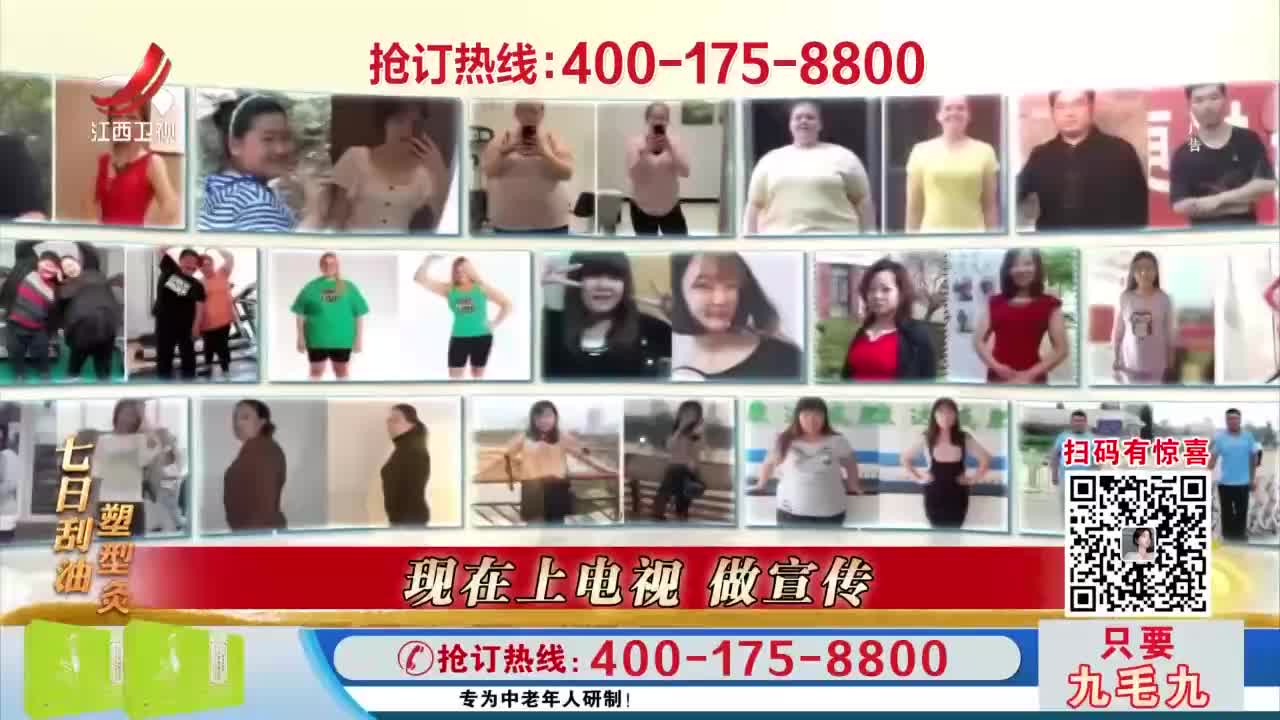 抢订热线:400-175-8800
江西卫视
告
七日刮油
塑型灸
扫码有惊喜
现在上电视 做宣传
抢订热线:400-175-8800
专为中老年人研制!
只要
九毛九